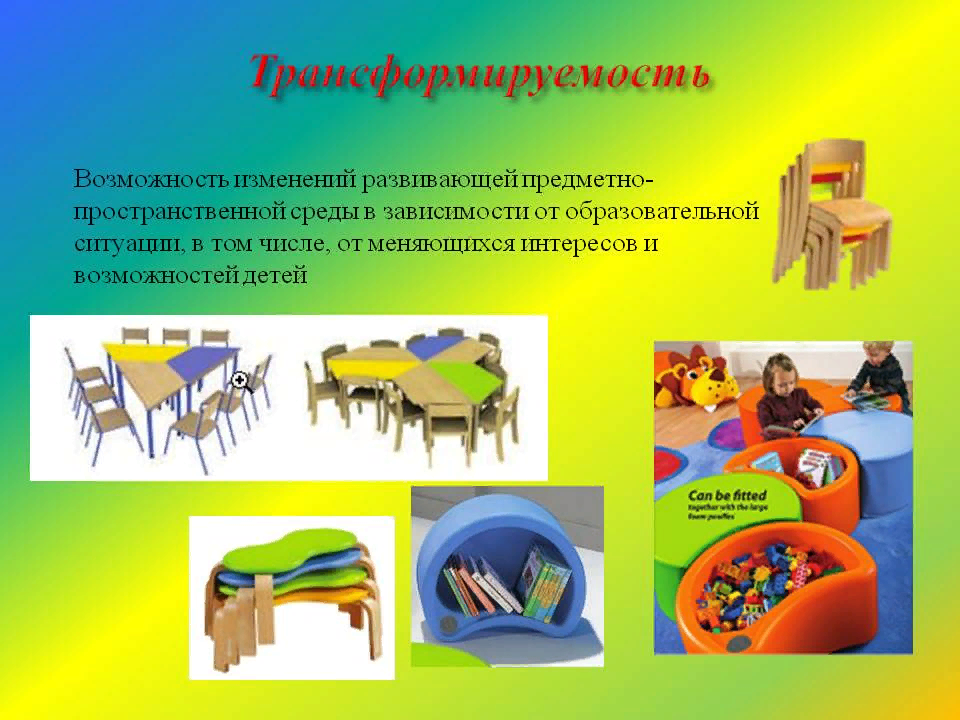 Трансформируемость
Возможность изменений развивающей предметно-
пространственной среды в зависимости от образовательной
ситуации, в том числе, от меняющихся интересов и
возможностей детей
Can be fitted
together with the large
foam pouffes